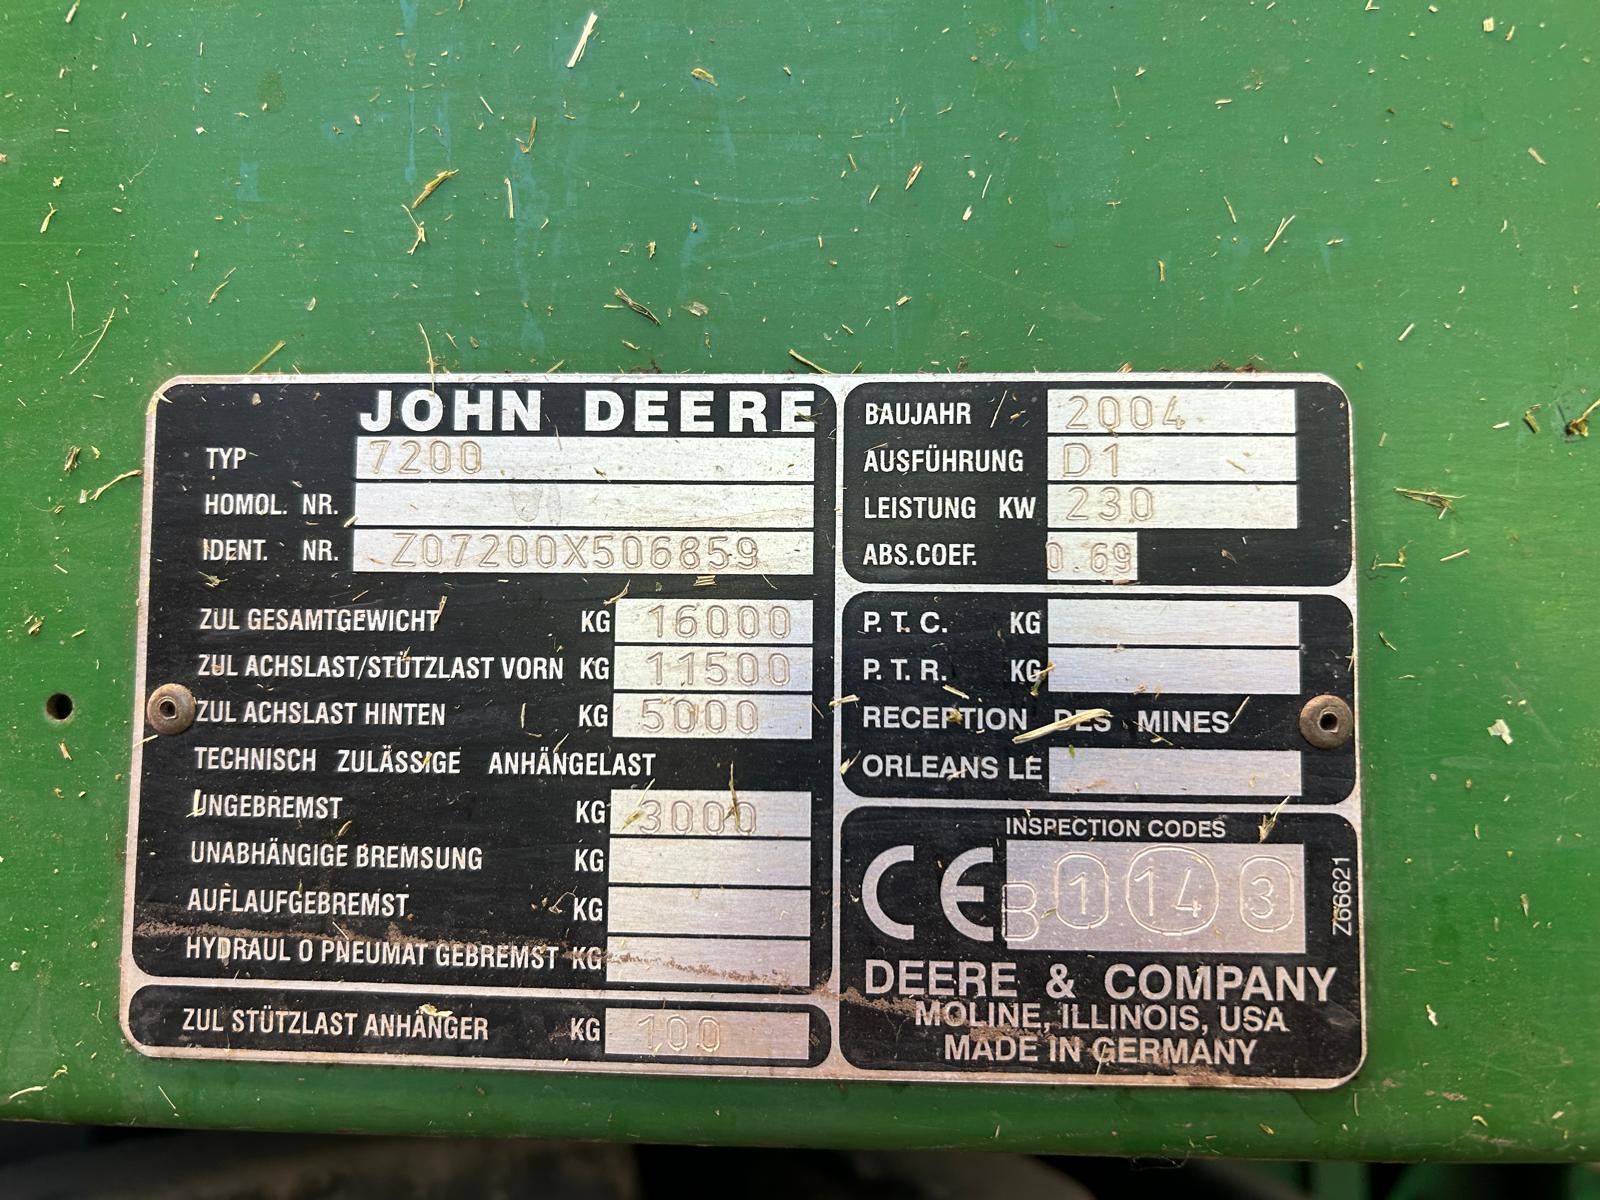 JOHN DEERE
TYP 7200
HOMOL. NR.
IDENT. NR. Z07200X506859
ZUL GESAMTGEWICHT KG 16000
ZUL ACHSLAST/STÜTZLAST VORN KG 11500
ZUL ACHSLAST HINTEN KG 5000
TECHNISCH ZULÄSSIGE ANHÄNGELAST
UNGEBREMST KG 3000
UNABHÄNGIGE BREMSUNG KG
AUFLAUFGEBREMST KG
HYDRAUL O PNEUMAT GEBREMST KG
ZUL STÜTZLAST ANHÄNGER KG 100
BAUJAHR 2004
AUSFÜHRUNG D1
LEISTUNG KW 230
ABS.COEF. 0.69
P. T. C. KG
P. T. R. KG
RECEPTION DES MINES
ORLEANS LE
INSPECTION CODES
CE B 1 14 3
Z66621
DEERE & COMPANY
MOLINE, ILLINOIS, USA
MADE IN GERMANY